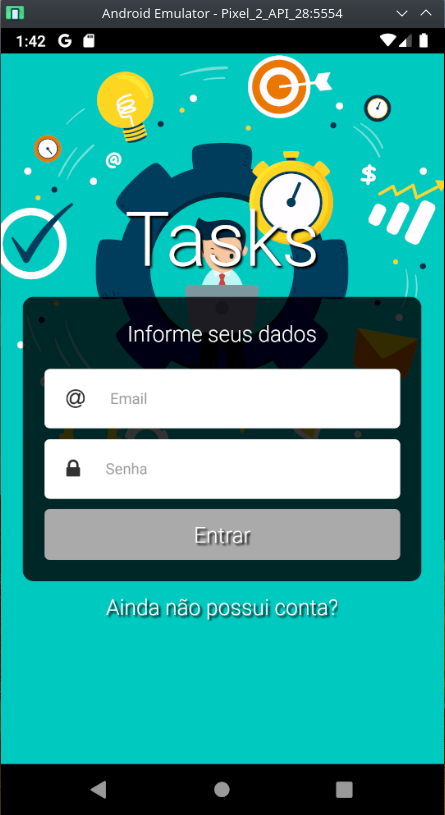 Android Emulator - Pixel_2_API_28:5554
1:42 G
@
$
Tasks
Informe seus dados
@ Email
Senha
Entrar
Ainda não possui conta?